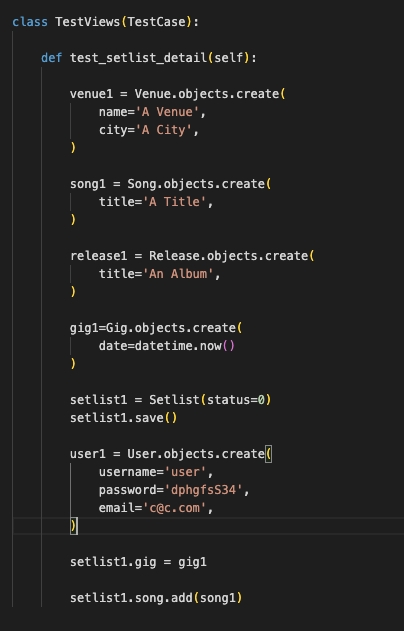 class TestViews(TestCase):
def test_setlist_detail(self):
venue1 = Venue.objects.create(
name='A Venue',
city='A City',
)
song1 = Song.objects.create(
title='A Title',
)
release1 = Release.objects.create(
title='An Album',
)
gig1=Gig.objects.create(
date=datetime.now()
)
setlist1 = Setlist(status=0)
setlist1.save()
user1 = User.objects.create(
username='user',
password='dphgfsS34',
email='c@c.com',
)
setlist1.gig = gig1
setlist1.song.add(song1)